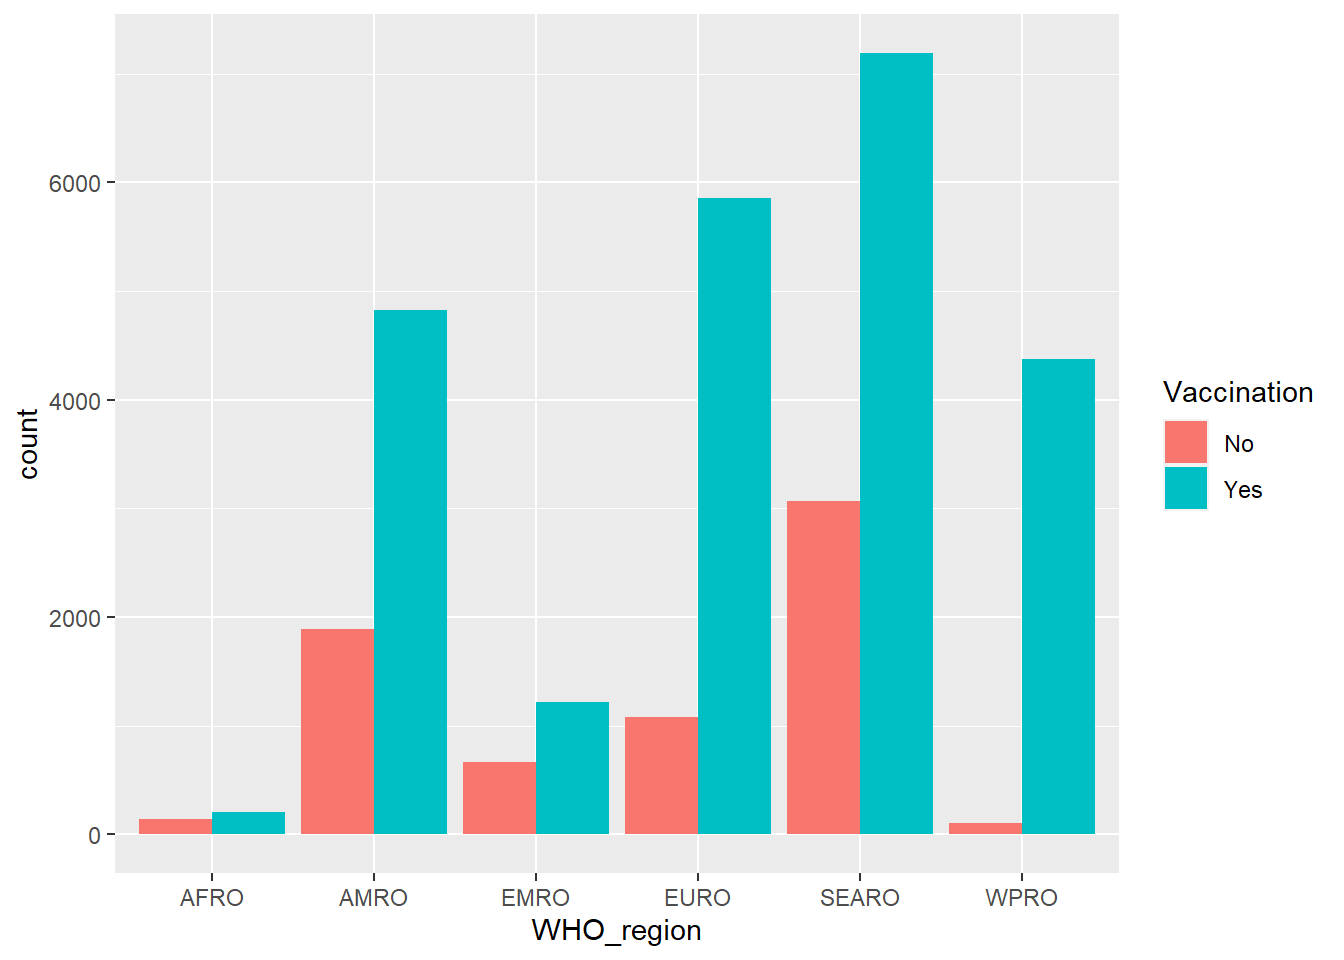 6000
4000
2000
0
count
AFRO AMRO EMRO EURO SEARO WPRO
WHO_region
Vaccination
No
Yes